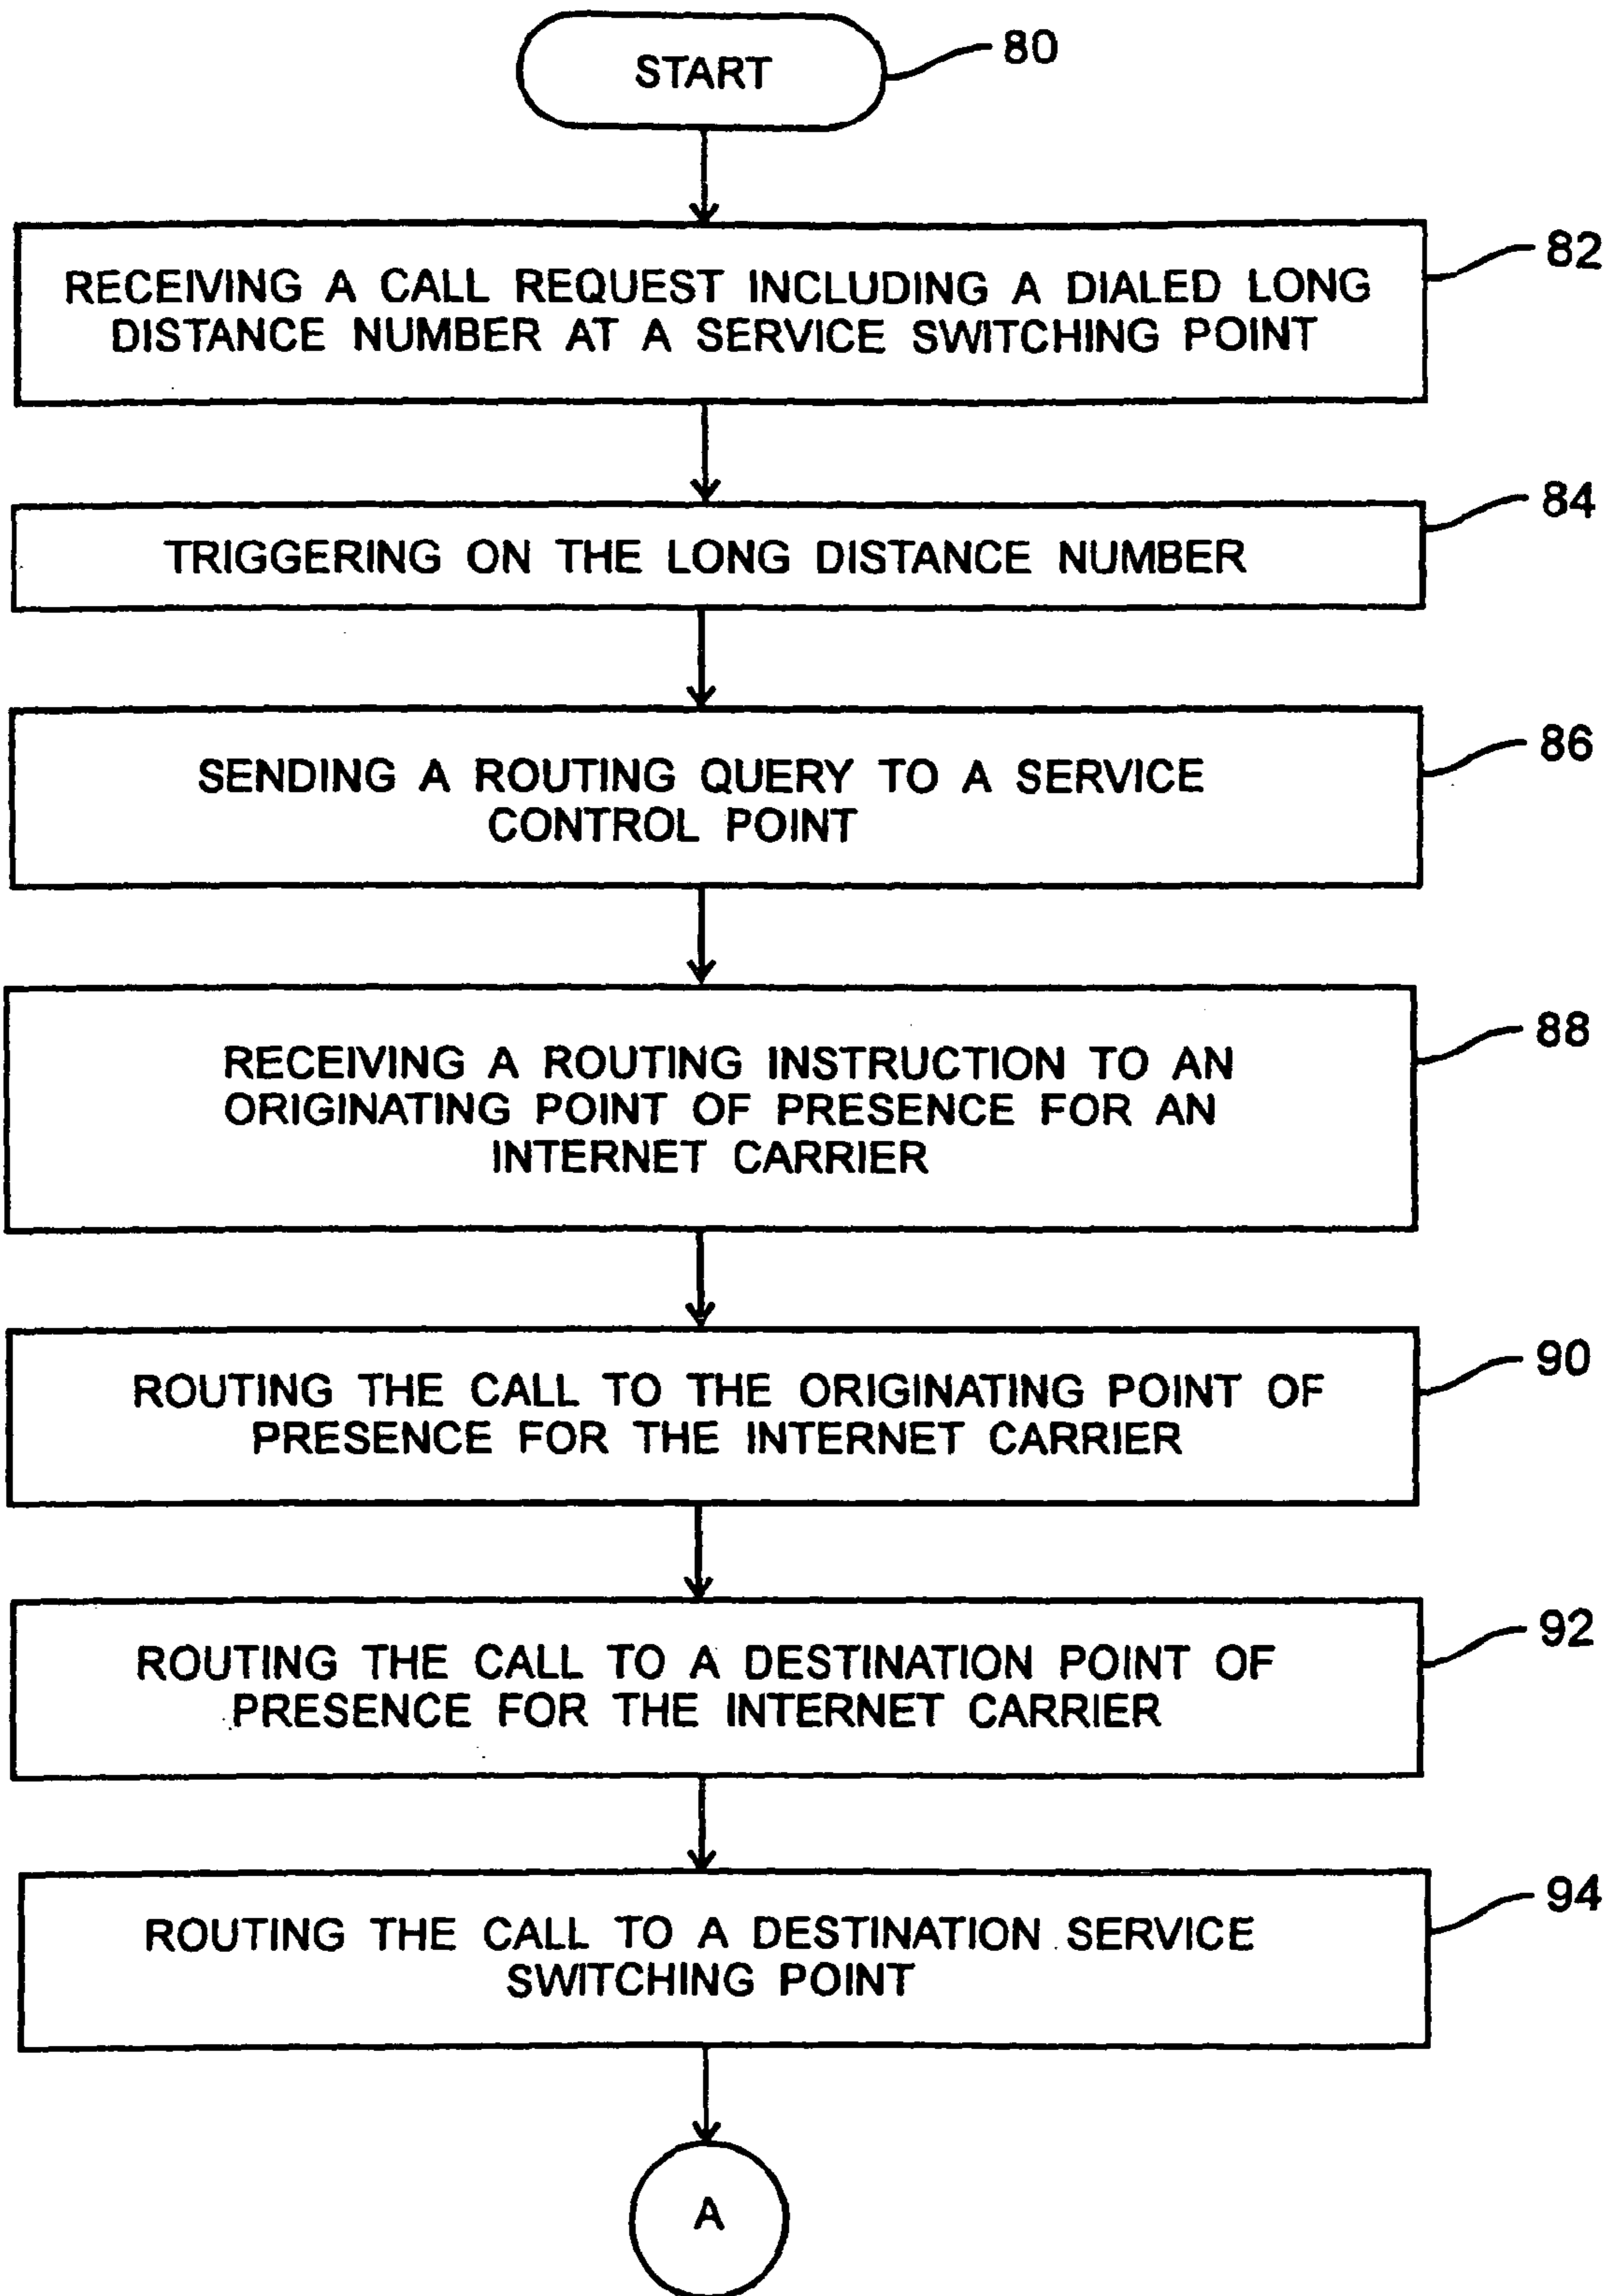 START
80
RECEIVING A CALL REQUEST INCLUDING A DIALED LONG
DISTANCE NUMBER AT A SERVICE SWITCHING POINT
82
TRIGGERING ON THE LONG DISTANCE NUMBER
84
SENDING A ROUTING QUERY TO A SERVICE
CONTROL POINT
86
RECEIVING A ROUTING INSTRUCTION TO AN
ORIGINATING POINT OF PRESENCE FOR AN
INTERNET CARRIER
88
ROUTING THE CALL TO THE ORIGINATING POINT OF
PRESENCE FOR THE INTERNET CARRIER
90
ROUTING THE CALL TO A DESTINATION POINT OF
PRESENCE FOR THE INTERNET CARRIER
92
ROUTING THE CALL TO A DESTINATION SERVICE
SWITCHING POINT
94
A